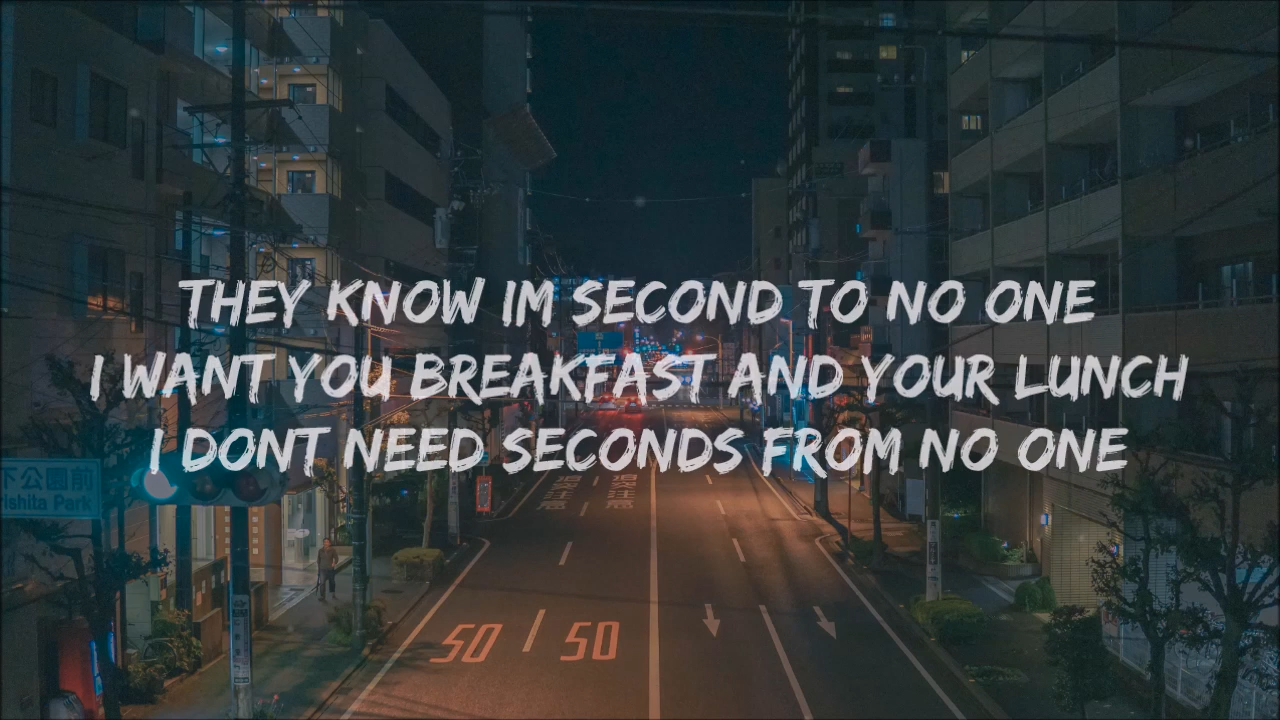 THEY KNOW IM SECOND TO NO ONE
I WANT YOU BREAKFAST AND YOUR LUNCH
I DONT NEED SECONDS FROM NO ONE
下公園前
rishita Park
50 50